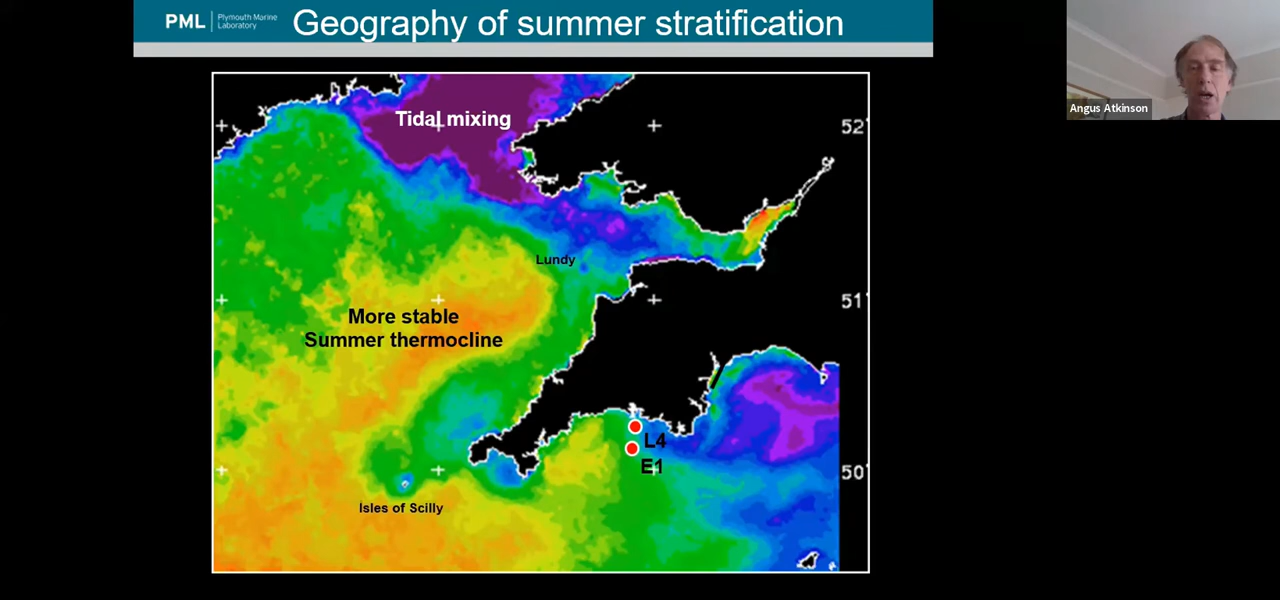 PML | Plymouth Marine
Laboratory
Geography of summer stratification
Angus Atkinson
Tidal mixing
52°
Lundy
51°
More stable
Summer thermocline
L4
E1
50°
Isles of Scilly